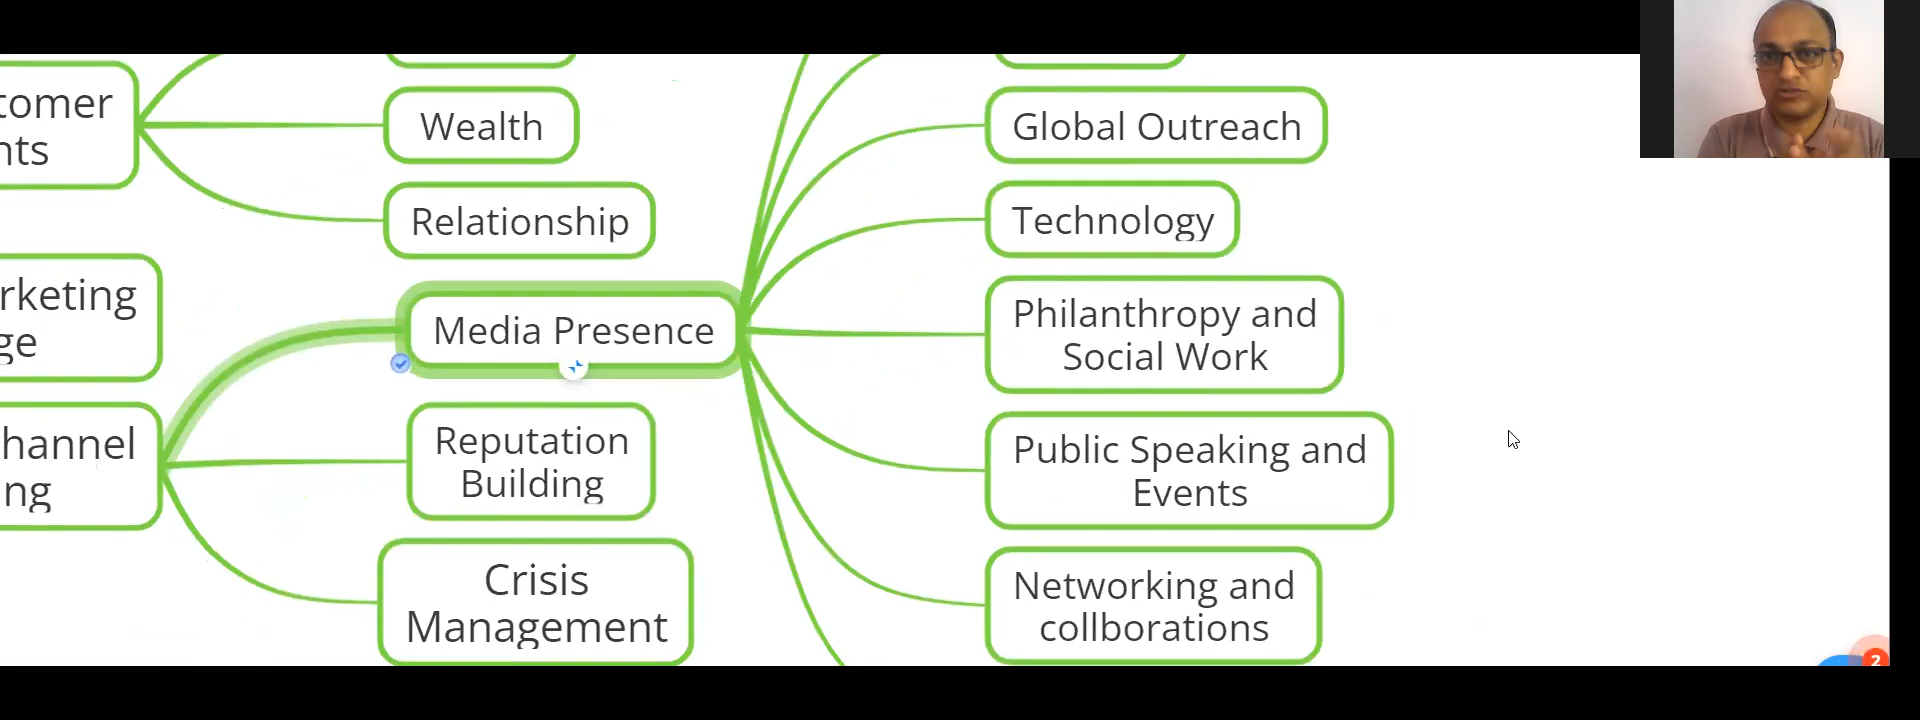 tomer
nts
Wealth
Relationship
rketing
ge
hannel
ng
Media Presence
Reputation
Building
Crisis
Management
Global Outreach
Technology
Philanthropy and
Social Work
Public Speaking and
Events
Networking and
collborations
2